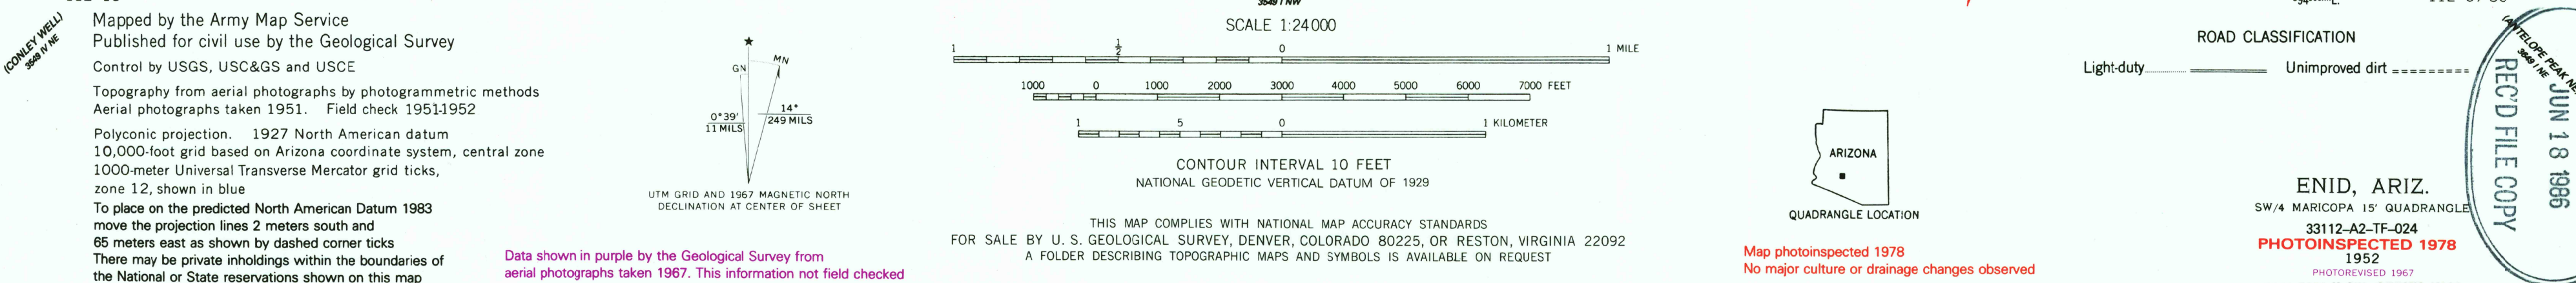 (CONLEY WELL)
3549 IV NE
Mapped by the Army Map Service
Published for civil use by the Geological Survey
Control by USGS, USC&GS and USCE
Topography from aerial photographs by photogrammetric methods
Aerial photographs taken 1951. Field check 1951-1952
Polyconic projection. 1927 North American datum
10,000-foot grid based on Arizona coordinate system, central zone
1000-meter Universal Transverse Mercator grid ticks,
zone 12, shown in blue
To place on the predicted North American Datum 1983
move the projection lines 2 meters south and
65 meters east as shown by dashed corner ticks
There may be private inholdings within the boundaries of
the National or State reservations shown on this map
Data shown in purple by the Geological Survey from
aerial photographs taken 1967. This information not field checked
★
GN
MN
0°39'
11 MILS
14°
249 MILS
UTM GRID AND 1967 MAGNETIC NORTH
DECLINATION AT CENTER OF SHEET
3549 I NW
SCALE 1:24000
1 ½ 0 1 MILE
1000 0 1000 2000 3000 4000 5000 6000 7000 FEET
1 5 0 1 KILOMETER
CONTOUR INTERVAL 10 FEET
NATIONAL GEODETIC VERTICAL DATUM OF 1929
THIS MAP COMPLIES WITH NATIONAL MAP ACCURACY STANDARDS
FOR SALE BY U. S. GEOLOGICAL SURVEY, DENVER, COLORADO 80225, OR RESTON, VIRGINIA 22092
A FOLDER DESCRIBING TOPOGRAPHIC MAPS AND SYMBOLS IS AVAILABLE ON REQUEST
ARIZONA
QUADRANGLE LOCATION
Map photoinspected 1978
No major culture or drainage changes observed
ROAD CLASSIFICATION
Light-duty Unimproved dirt
(ANTELOPE PEAK NE
3649 I NE
ENID, ARIZ.
SW/4 MARICOPA 15' QUADRANGLE
33112-A2-TF-024
PHOTOINSPECTED 1978
1952
PHOTOREVISED 1967
JUN 18 1986
REC'D FILE COPY